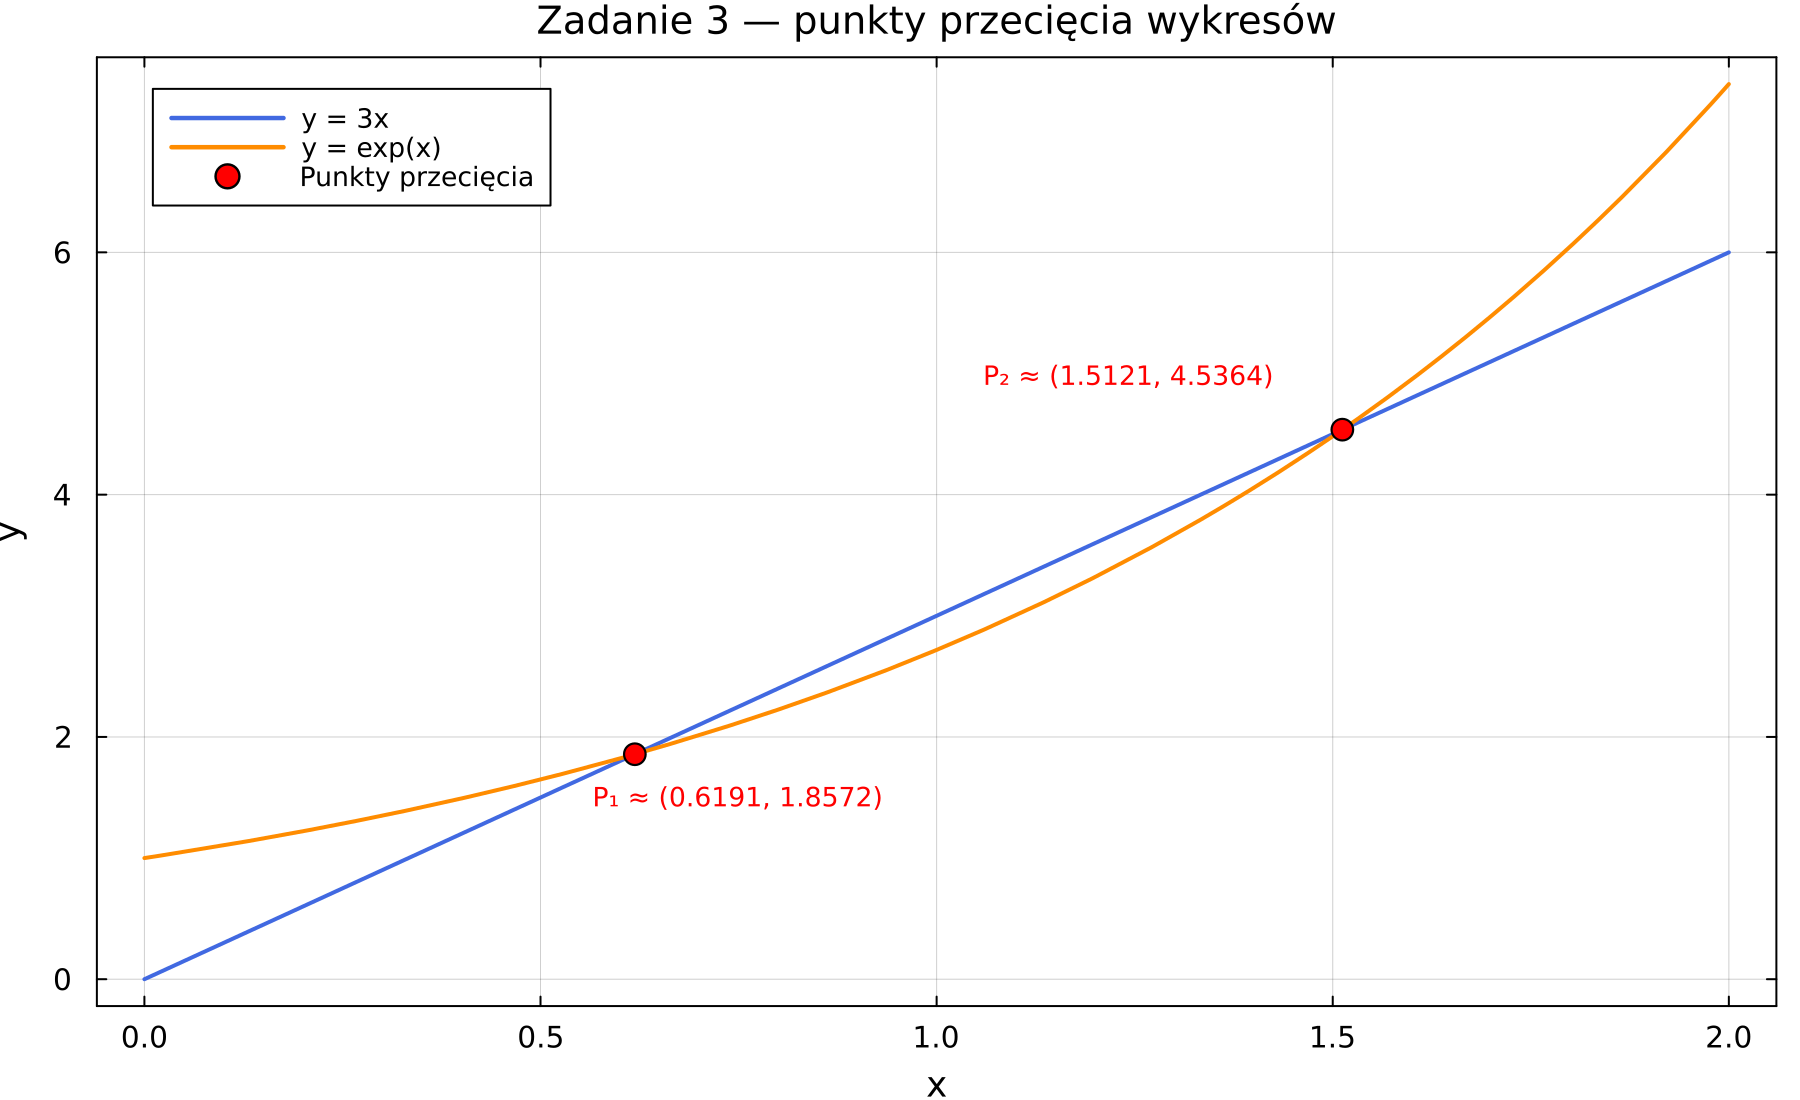 Zadanie 3 — punkty przecięcia wykresów
y = 3x
y = exp(x)
Punkty przecięcia
6
P₂ ≈ (1.5121, 4.5364)
4
y
2
P₁ ≈ (0.6191, 1.8572)
0
0.0 0.5 1.0 1.5 2.0
x